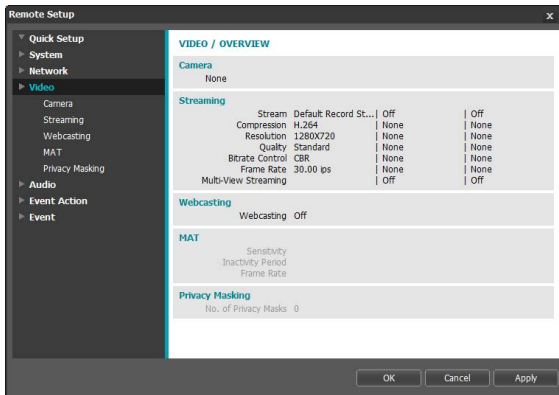 Remote Setup x
Quick Setup
System
Network
Video
Camera
Streaming
Webcasting
MAT
Privacy Masking
Audio
Event Action
Event
VIDEO / OVERVIEW
Camera
None
Streaming
Stream Default Record St...| Off | Off
Compression H.264 | None | None
Resolution 1280X720 | None | None
Quality Standard | None | None
Bitrate Control CBR | None | None
Frame Rate 30.00 ips | None | None
Multi-View Streaming | Off | Off
Webcasting
Webcasting Off
MAT
Sensitivity
Inactivity Period
Frame Rate
Privacy Masking
No. of Privacy Masks 0
OK Cancel Apply